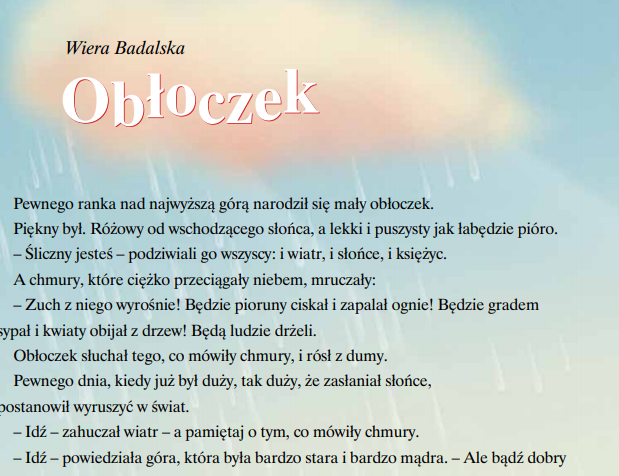 Wiera Badalska
Obłoczek
Pewnego ranka nad najwyższą górą narodził się mały obłoczek.
Piękny był. Różowy od wschodzącego słońca, a lekki i puszysty jak łabędzie pióro.
– Śliczny jesteś – podziwiali go wszyscy: i wiatr, i słońce, i księżyc.
A chmury, które ciężko przeciągały niebem, mruczały:
– Zuch z niego wyrośnie! Będzie pioruny ciskał i zapalał ognie! Będzie gradem
sypał i kwiaty obijał z drzew! Będą ludzie drżeli.
Obłoczek słuchał tego, co mówiły chmury, i rósł z dumy.
Pewnego dnia, kiedy już był duży, tak duży, że zasłaniał słońce,
postanowił wyruszyć w świat.
– Idź – zahuczał wiatr – a pamiętaj o tym, co mówiły chmury.
– Idź – powiedziała góra, która była bardzo stara i bardzo mądra. – Ale bądź dobry